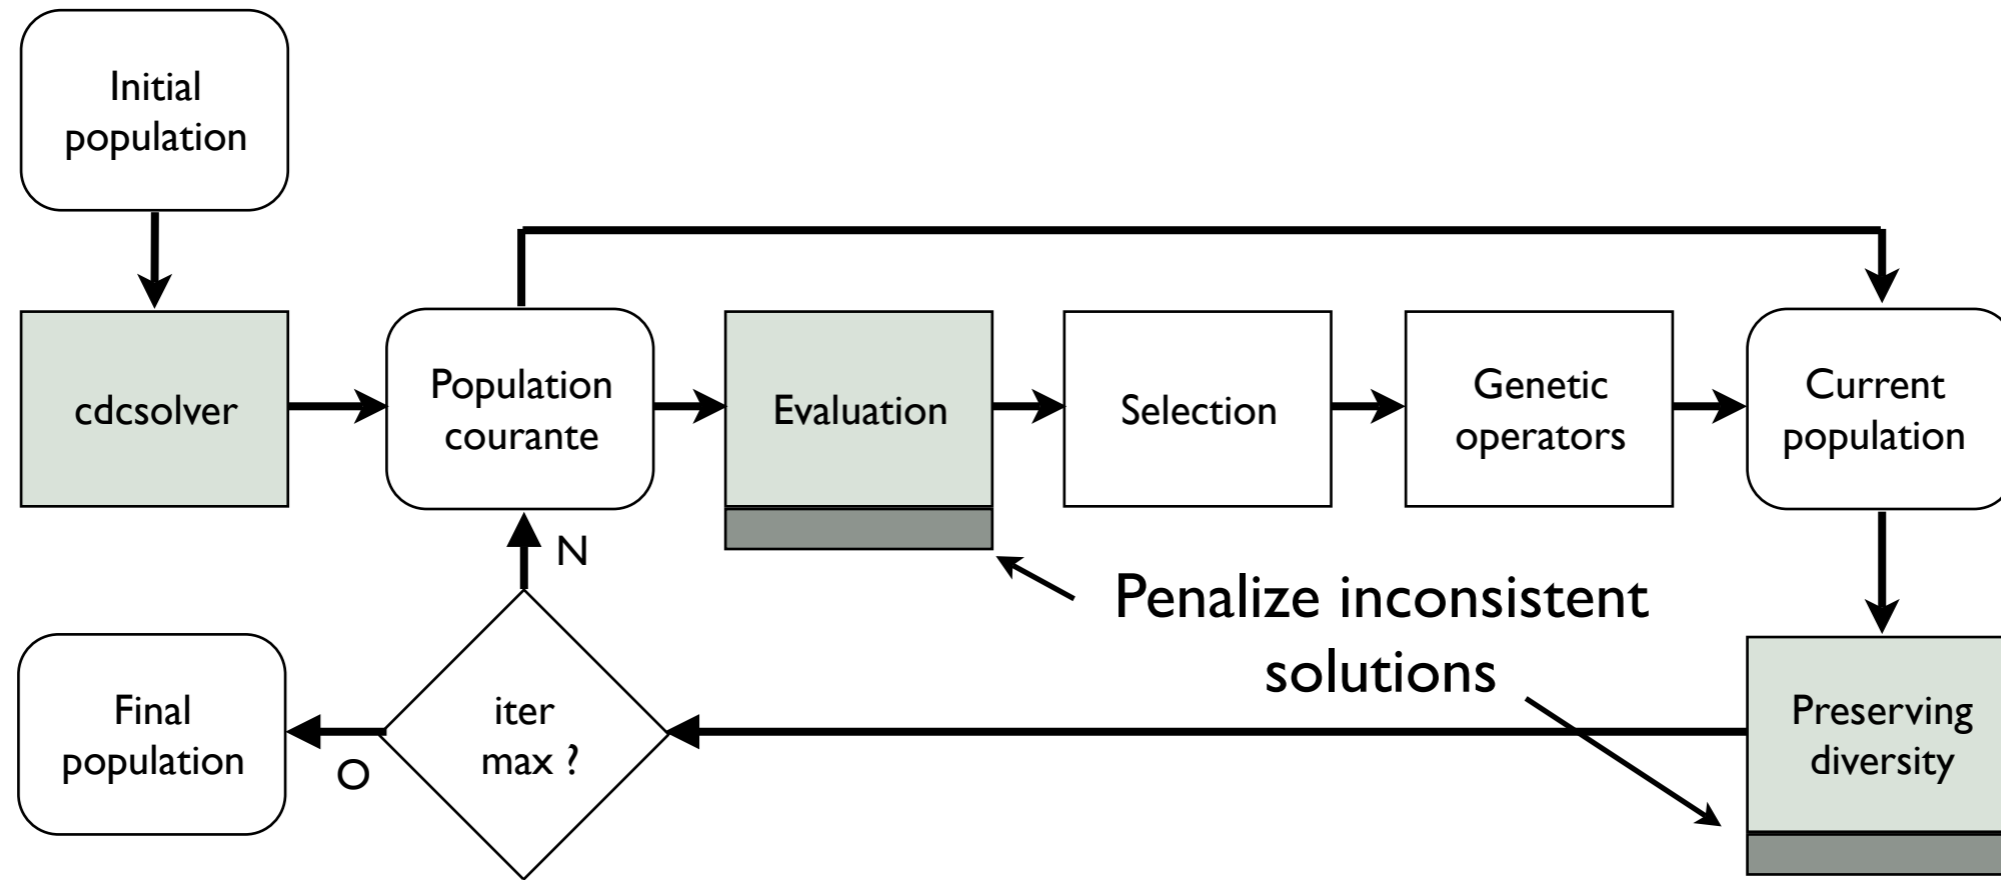 Initial
population
cdcsolver
Population
courante
Evaluation
Selection
Genetic
operators
Current
population
N
Penalize inconsistent
solutions
Final
population
O
iter
max ?
Preserving
diversity